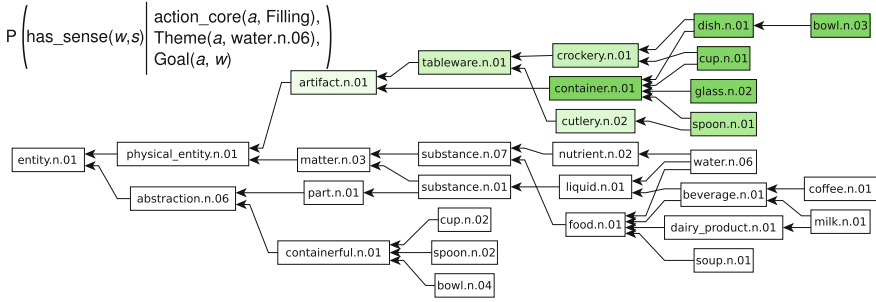 P ( has_sense(w,s) | action_core(a, Filling),
Theme(a, water.n.06),
Goal(a, w) )
dish.n.01
bowl.n.03
crockery.n.01
cup.n.01
tableware.n.01
artifact.n.01
container.n.01
glass.n.02
cutlery.n.02
spoon.n.01
entity.n.01
physical_entity.n.01
matter.n.03
substance.n.07
nutrient.n.02
water.n.06
abstraction.n.06
part.n.01
substance.n.01
liquid.n.01
beverage.n.01
coffee.n.01
cup.n.02
food.n.01
dairy_product.n.01
milk.n.01
containerful.n.01
spoon.n.02
soup.n.01
bowl.n.04